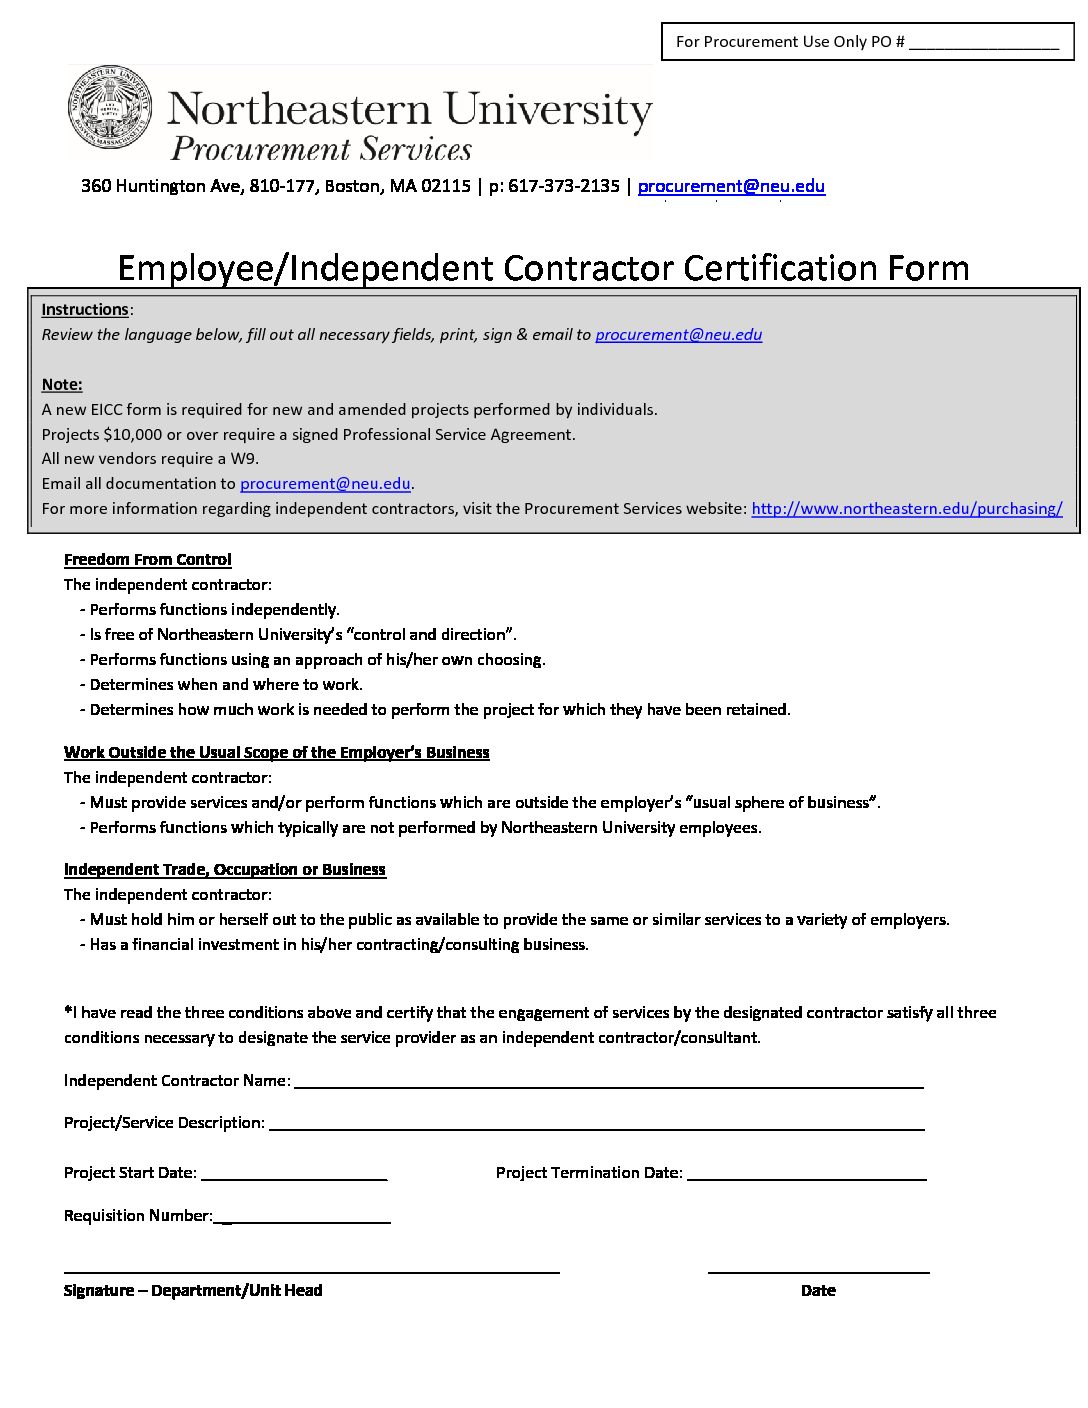 For Procurement Use Only PO # _________________
Northeastern University
Procurement Services
360 Huntington Ave, 810-177, Boston, MA 02115 | p: 617-373-2135 | procurement@neu.edu
Employee/Independent Contractor Certification Form
Instructions:
Review the language below, fill out all necessary fields, print, sign & email to procurement@neu.edu
Note:
A new EICC form is required for new and amended projects performed by individuals.
Projects $10,000 or over require a signed Professional Service Agreement.
All new vendors require a W9.
Email all documentation to procurement@neu.edu.
For more information regarding independent contractors, visit the Procurement Services website: http://www.northeastern.edu/purchasing/
Freedom From Control
The independent contractor:
- Performs functions independently.
- Is free of Northeastern University’s “control and direction”.
- Performs functions using an approach of his/her own choosing.
- Determines when and where to work.
- Determines how much work is needed to perform the project for which they have been retained.
Work Outside the Usual Scope of the Employer’s Business
The independent contractor:
- Must provide services and/or perform functions which are outside the employer’s “usual sphere of business”.
- Performs functions which typically are not performed by Northeastern University employees.
Independent Trade, Occupation or Business
The independent contractor:
- Must hold him or herself out to the public as available to provide the same or similar services to a variety of employers.
- Has a financial investment in his/her contracting/consulting business.
*I have read the three conditions above and certify that the engagement of services by the designated contractor satisfy all three
conditions necessary to designate the service provider as an independent contractor/consultant.
Independent Contractor Name: ____________________
Project/Service Description: ____________________
Project Start Date: ____________________ Project Termination Date: ____________________
Requisition Number: ____________________
Signature – Department/Unit Head Date